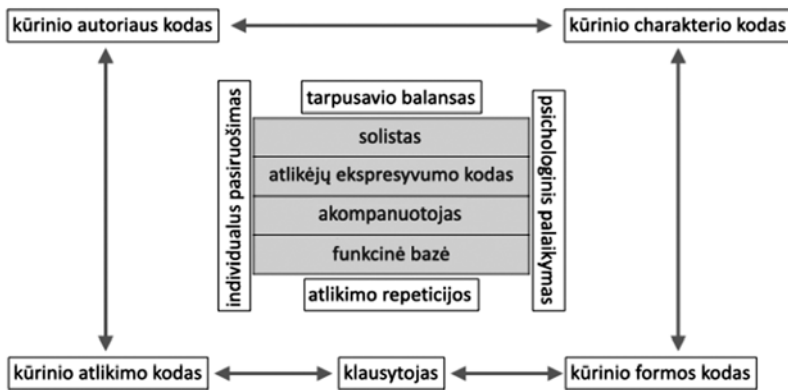 kūrinio autoriaus kodas
kūrinio charakterio kodas
individualus pasiruošimas
tarpusavio balansas
psichologinis palaikymas
solistas
atlikėjų ekspresyvumo kodas
akompanuotojas
funkcinė bazė
atlikimo repeticijos
kūrinio atlikimo kodas
klausytojas
kūrinio formos kodas